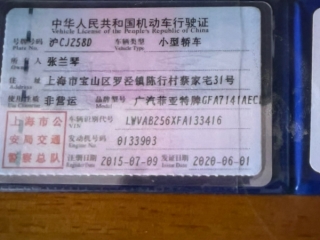 中华人民共和国机动车行驶证
Vehicle License of the People's Republic of China
号牌号码 沪CJZ58D 车辆类型 小型轿车
Plate No. Vehicle Type
所有人 张兰琴
Owner
住址 上海市宝山区罗泾镇陈行村蔡家宅31号
Address
使用性质 非营运 品牌型号 广汽菲亚特牌GFA7141AEC
上海市公安局交通警察总队
车辆识别代号 LWVAB256XFA133416
VIN
发动机号码 0133903
Engine No.
注册日期 2015-07-09 发证日期 2020-06-01
Register Date Issue Date